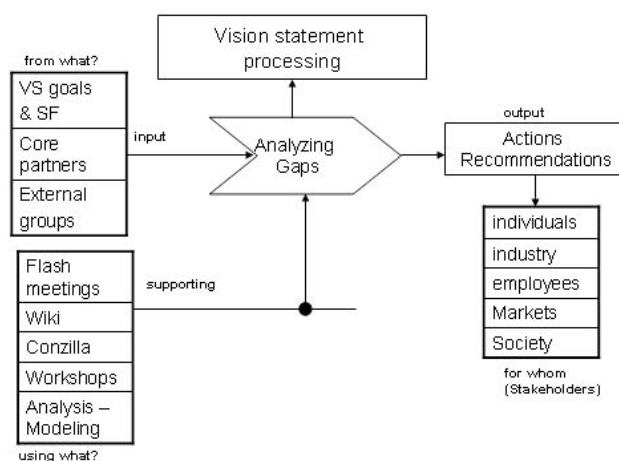 Vision statement
processing
from what?
VS goals
& SF
Core
partners
External
groups
input
Analyzing
Gaps
output
Actions
Recommendations
individuals
industry
employees
Markets
Society
for whom
(Stakeholders)
Flash
meetings
Wiki
Conzilla
Workshops
Analysis –
Modeling
supporting
using what?